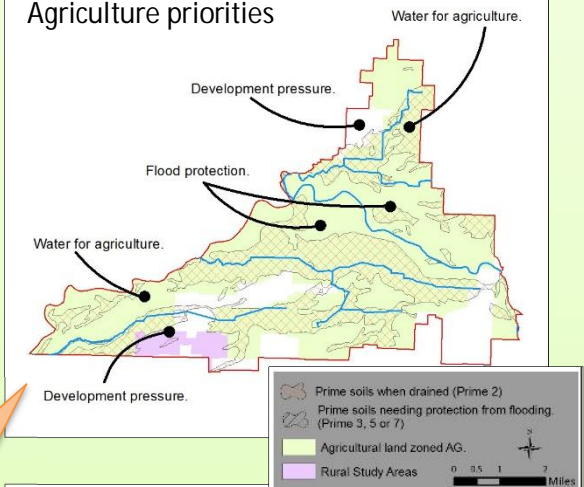 Agriculture priorities
Water for agriculture.
Development pressure.
Flood protection.
Water for agriculture.
Development pressure.
Prime soils when drained (Prime 2)
Prime soils needing protection from flooding.
(Prime 3, 5 or 7)
Agricultural land zoned AG.
Rural Study Areas
S
0 0.5 1 2
Miles